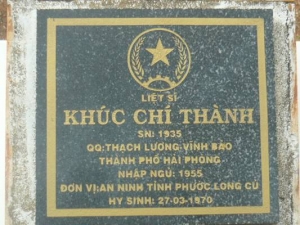 LIỆT SĨ
KHÚC CHÍ THÀNH
SN: 1935
QQ:THẠCH LƯƠNG-VĨNH BẢO
THÀNH PHỐ HẢI PHÒNG
NHẬP NGŨ: 1955
ĐƠN VỊ:AN NINH TỈNH PHƯỚC LONG CŨ
HY SINH: 27-03-1970